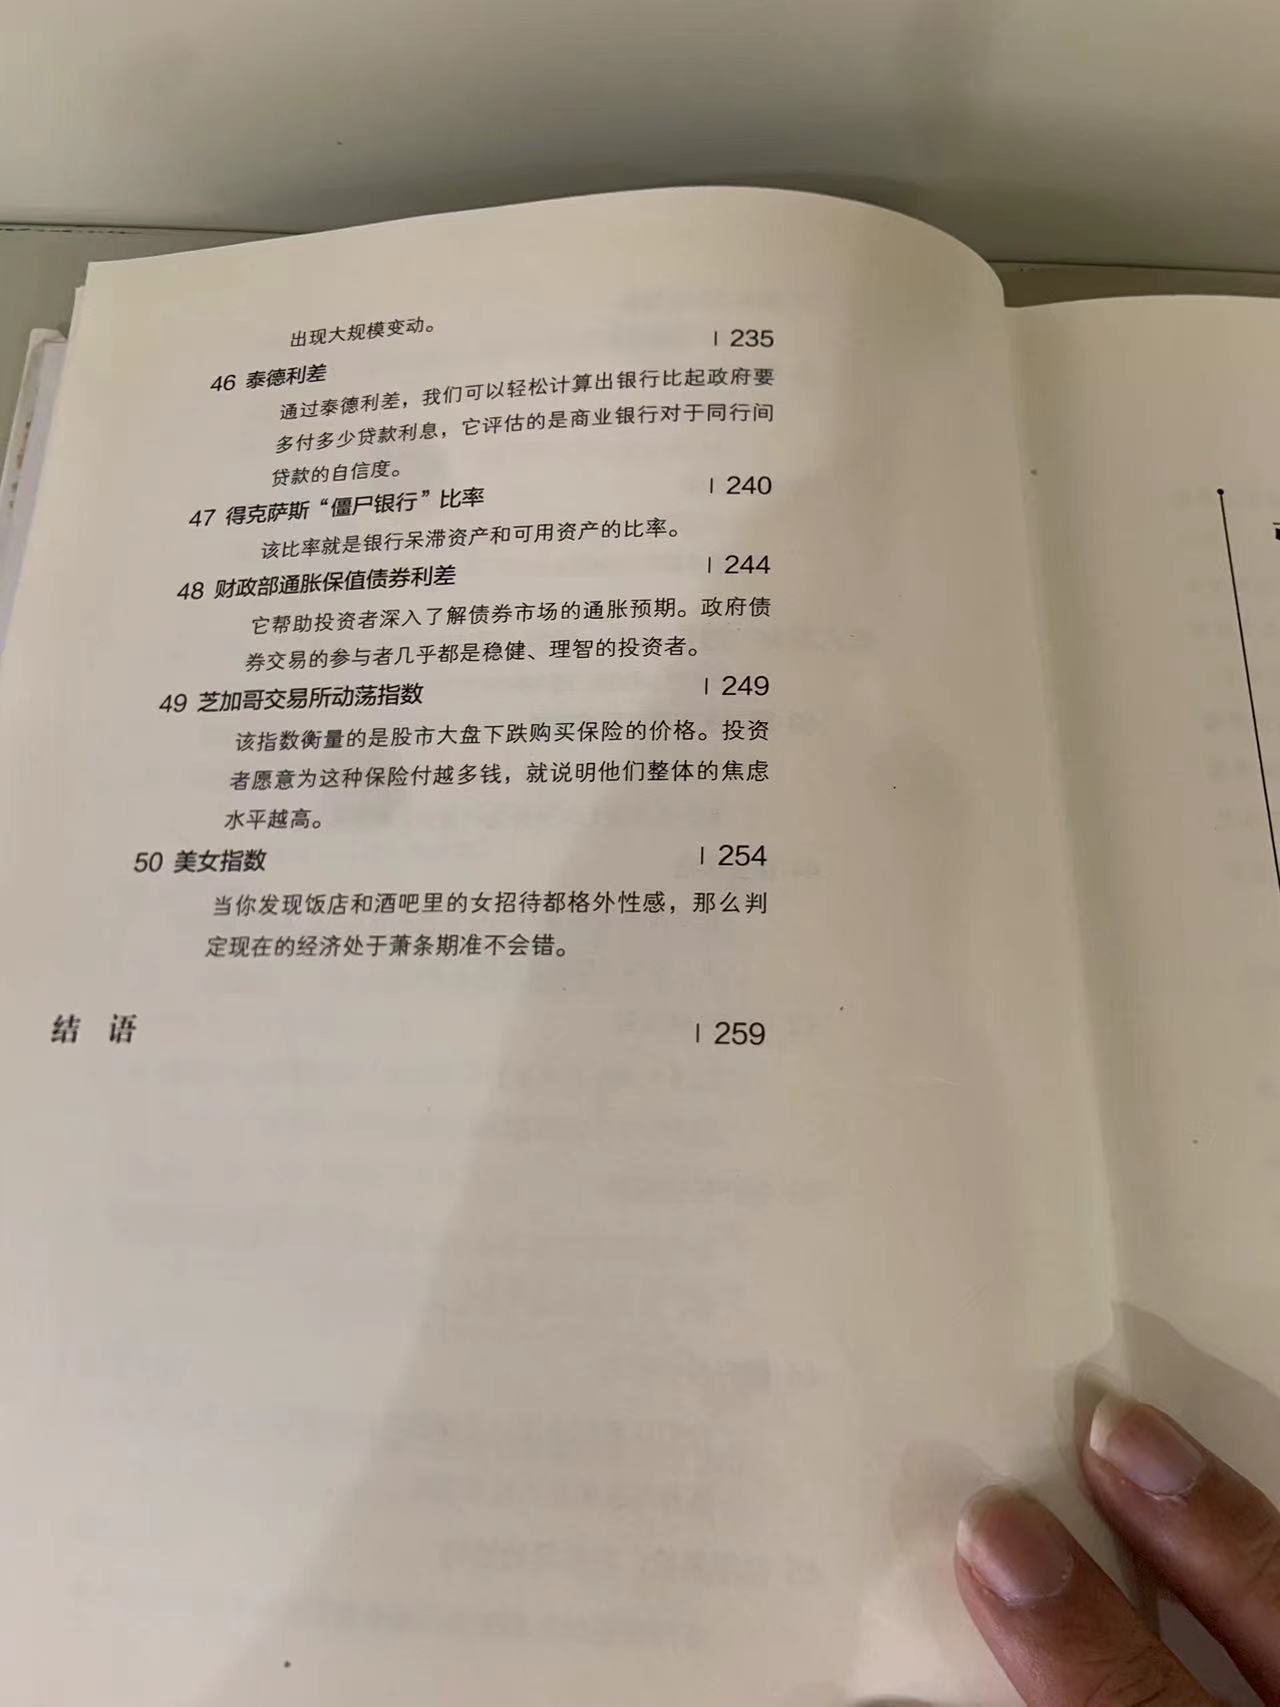 出现大规模变动。
46 泰德利差 | 235
通过泰德利差，我们可以轻松计算出银行比起政府要
多付多少贷款利息，它评估的是商业银行对于同行间
贷款的自信度。
47 得克萨斯“僵尸银行”比率 | 240
该比率就是银行呆滞资产和可用资产的比率。
48 财政部通胀保值债券利差 | 244
它帮助投资者深入了解债券市场的通胀预期。政府债
券交易的参与者几乎都是稳健、理智的投资者。
49 芝加哥交易所动荡指数 | 249
该指数衡量的是股市大盘下跌购买保险的价格。投资
者愿意为这种保险付越多钱，就说明他们整体的焦虑
水平越高。
50 美女指数 | 254
当你发现饭店和酒吧里的女招待都格外性感，那么判
定现在的经济处于萧条期准不会错。
结 语 | 259